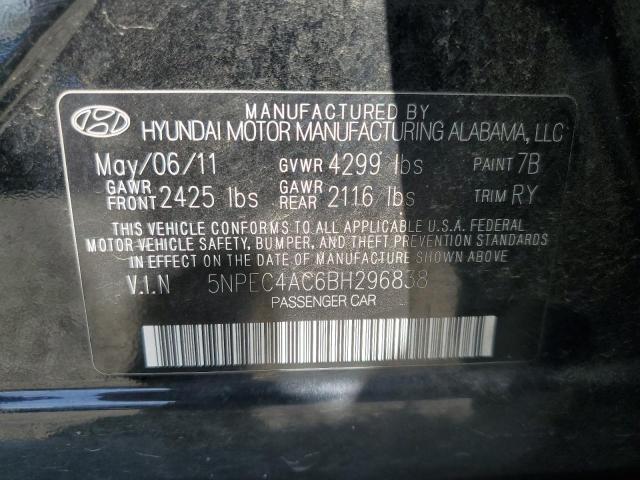 MANUFACTURED BY
HYUNDAI MOTOR MANUFACTURING ALABAMA, LLC
May/06/11 GVWR 4299 lbs PAINT 7B
GAWR FRONT 2425 lbs GAWR REAR 2116 lbs TRIM RY
THIS VEHICLE CONFORMS TO ALL APPLICABLE U.S.A. FEDERAL
MOTOR VEHICLE SAFETY, BUMPER, AND THEFT PREVENTION STANDARDS
IN EFFECT ON THE DATE OF MANUFACTURE SHOWN ABOVE.
V.I.N 5NPEC4AC6BH296838
PASSENGER CAR